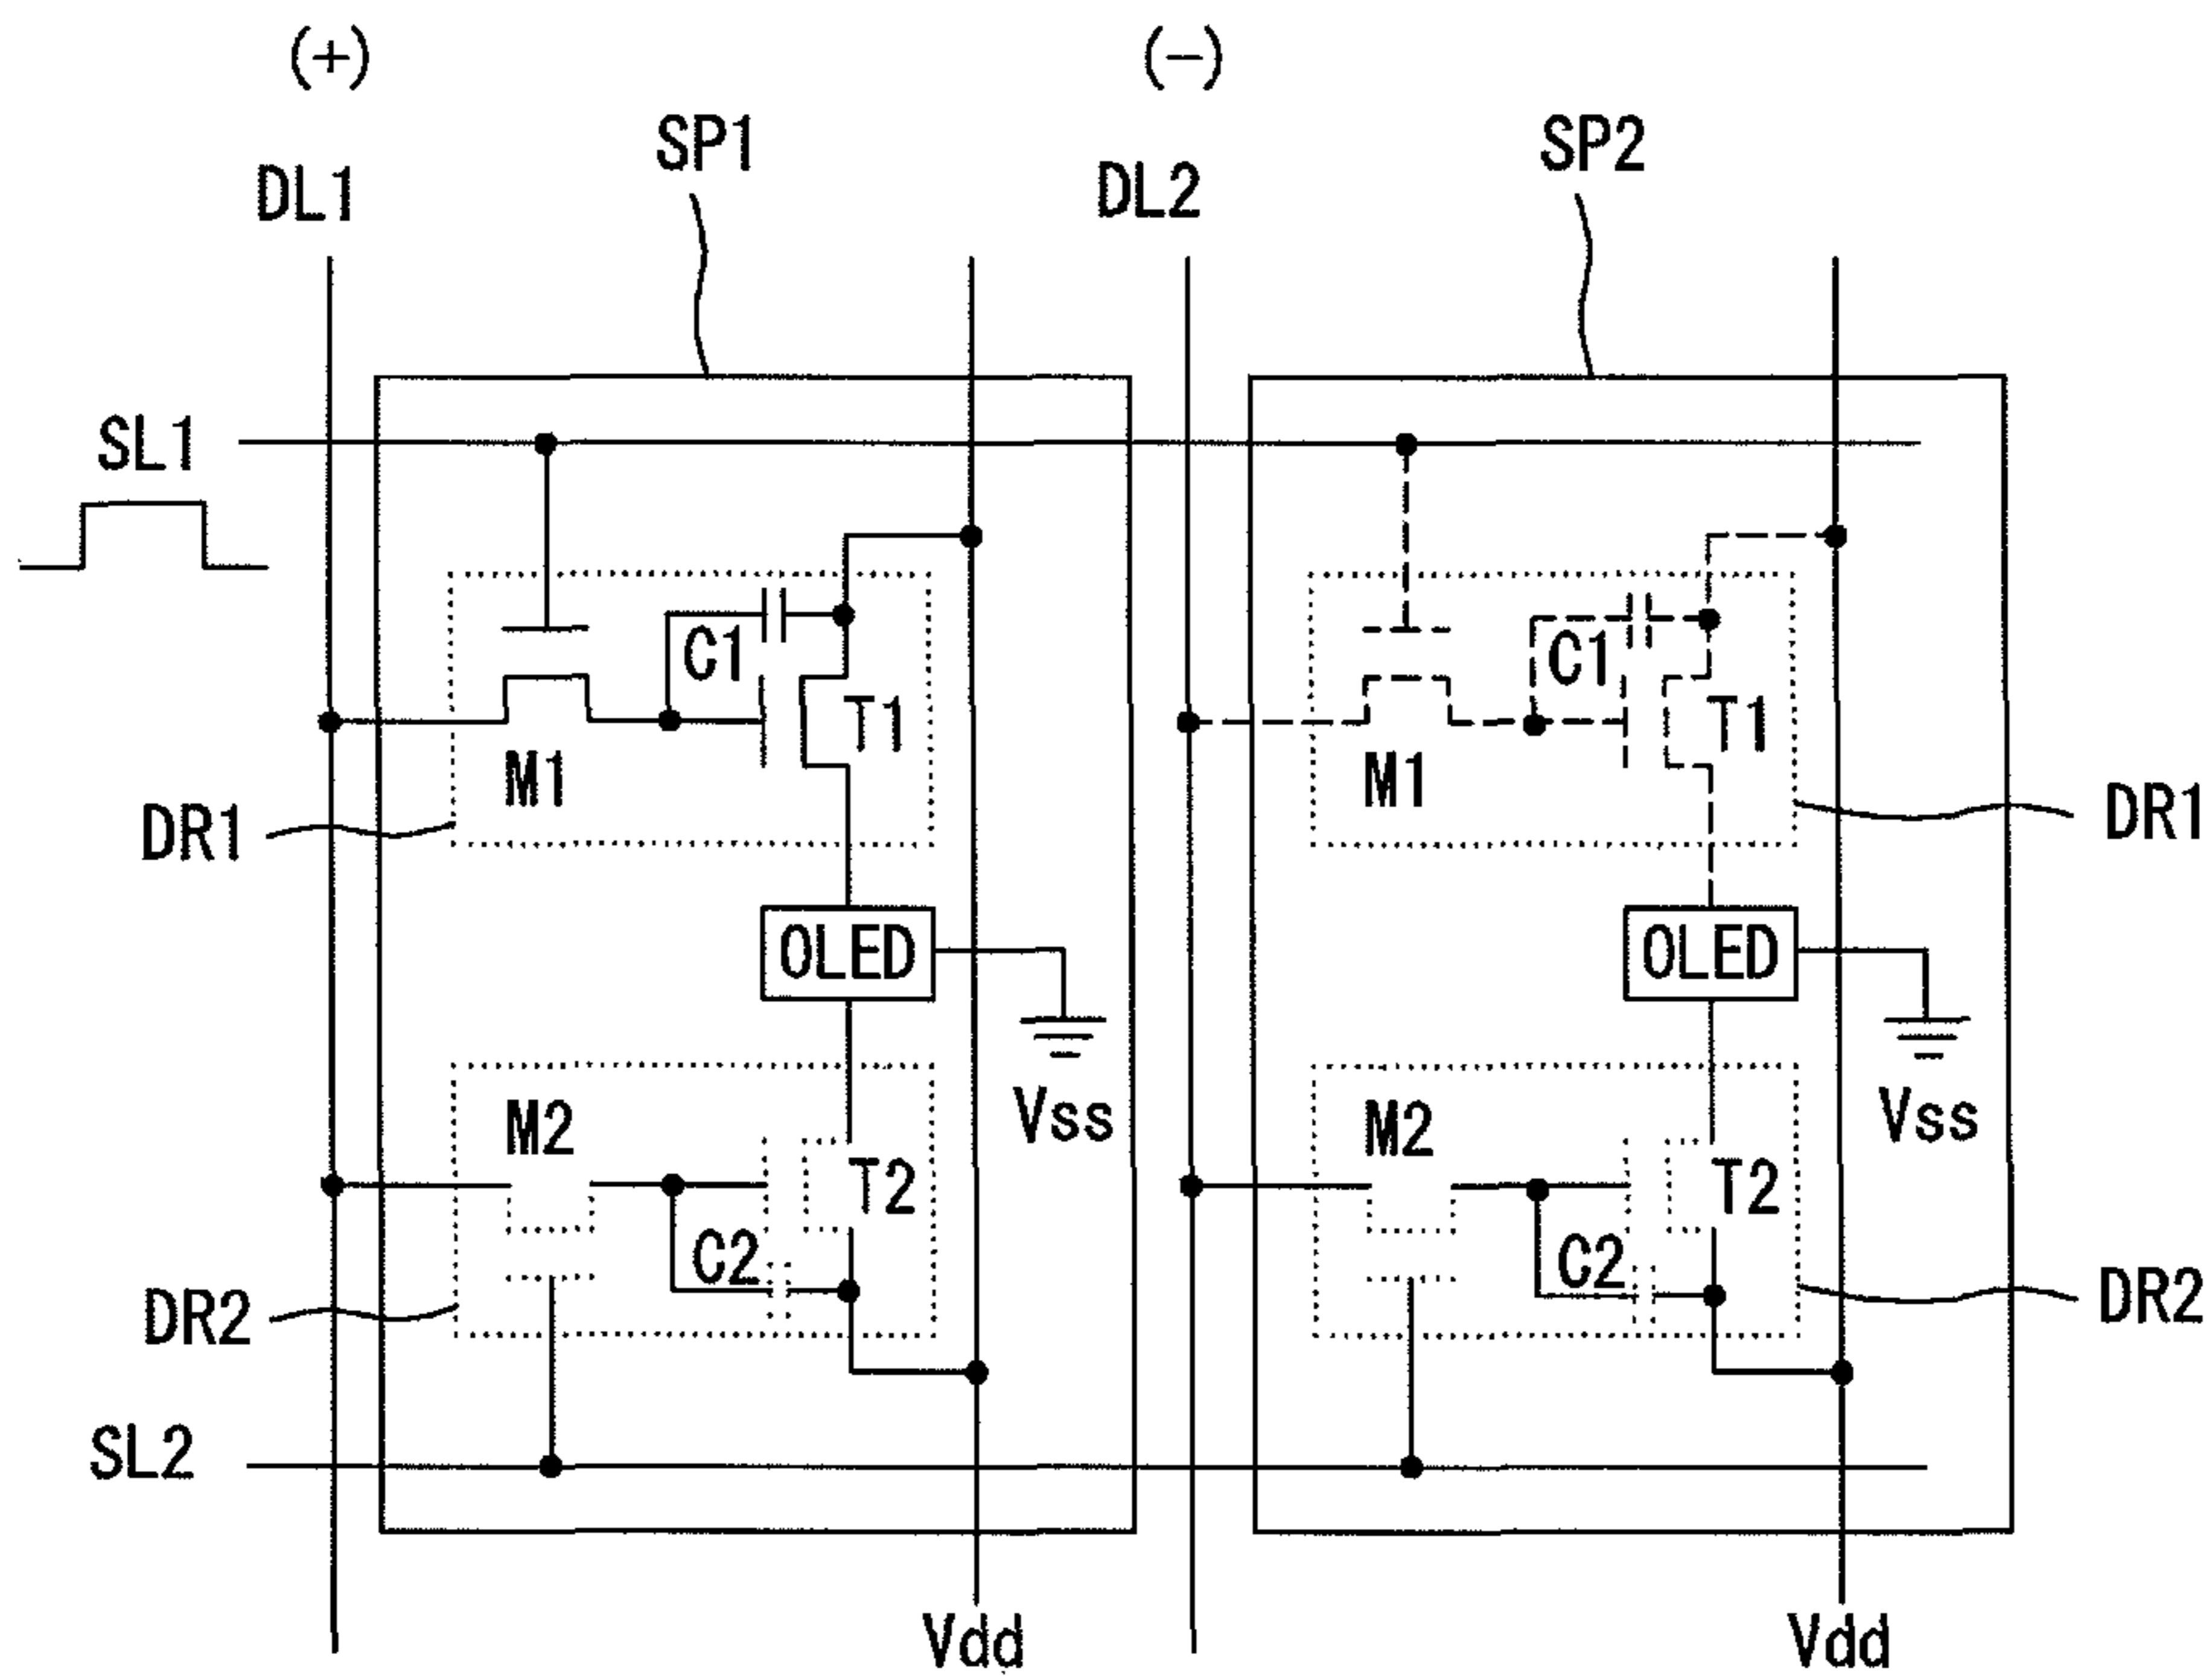 (+)
(-)
SP1
SP2
DL1
DL2
SL1
C1
C1
T1
T1
M1
M1
DR1
DR1
OLED
OLED
M2
Vss
M2
Vss
T2
T2
C2
C2
DR2
DR2
SL2
Vdd
Vdd